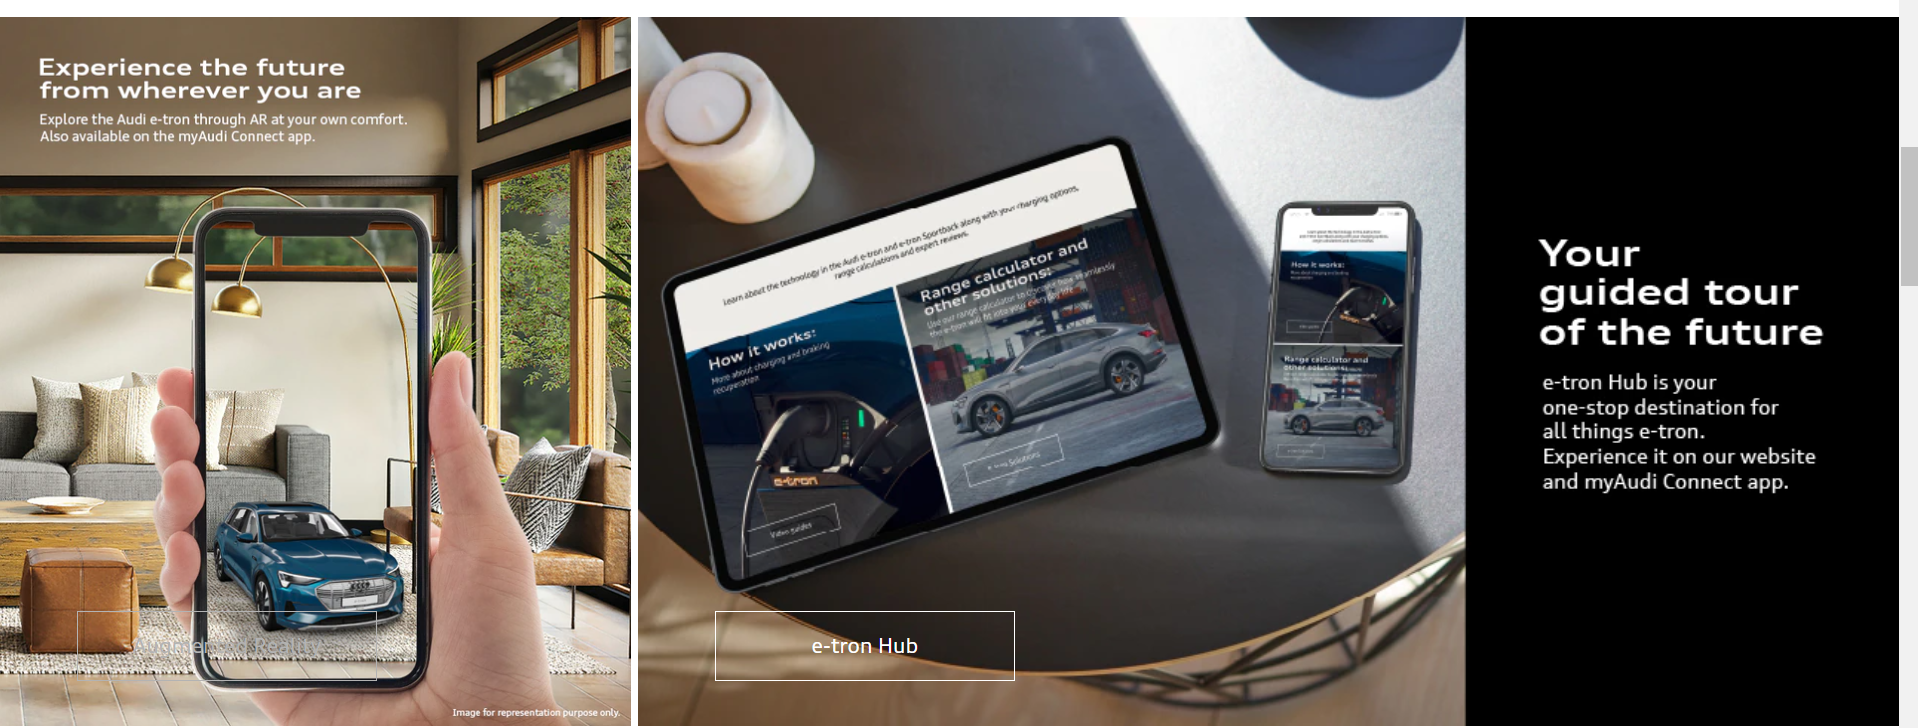 Experience the future
from wherever you are
Explore the Audi e-tron through AR at your own comfort.
Also available on the myAudi Connect app.
Augmented Reality
Image for representation purpose only.
Learn about the technology in the Audi e-tron and e-tron Sportback along with your charging options,
range calculations and expert reviews.
How it works:
More about charging and braking
recuperation
e-tron
Video guides
Range calculator and
other solutions:
Use our range calculator to discover how seamlessly
the e-tron will fit into your everyday life
Solutions
How it works:
Range calculator and
other solutions:
e-tron Hub
Your
guided tour
of the future
e-tron Hub is your
one-stop destination for
all things e-tron.
Experience it on our website
and myAudi Connect app.